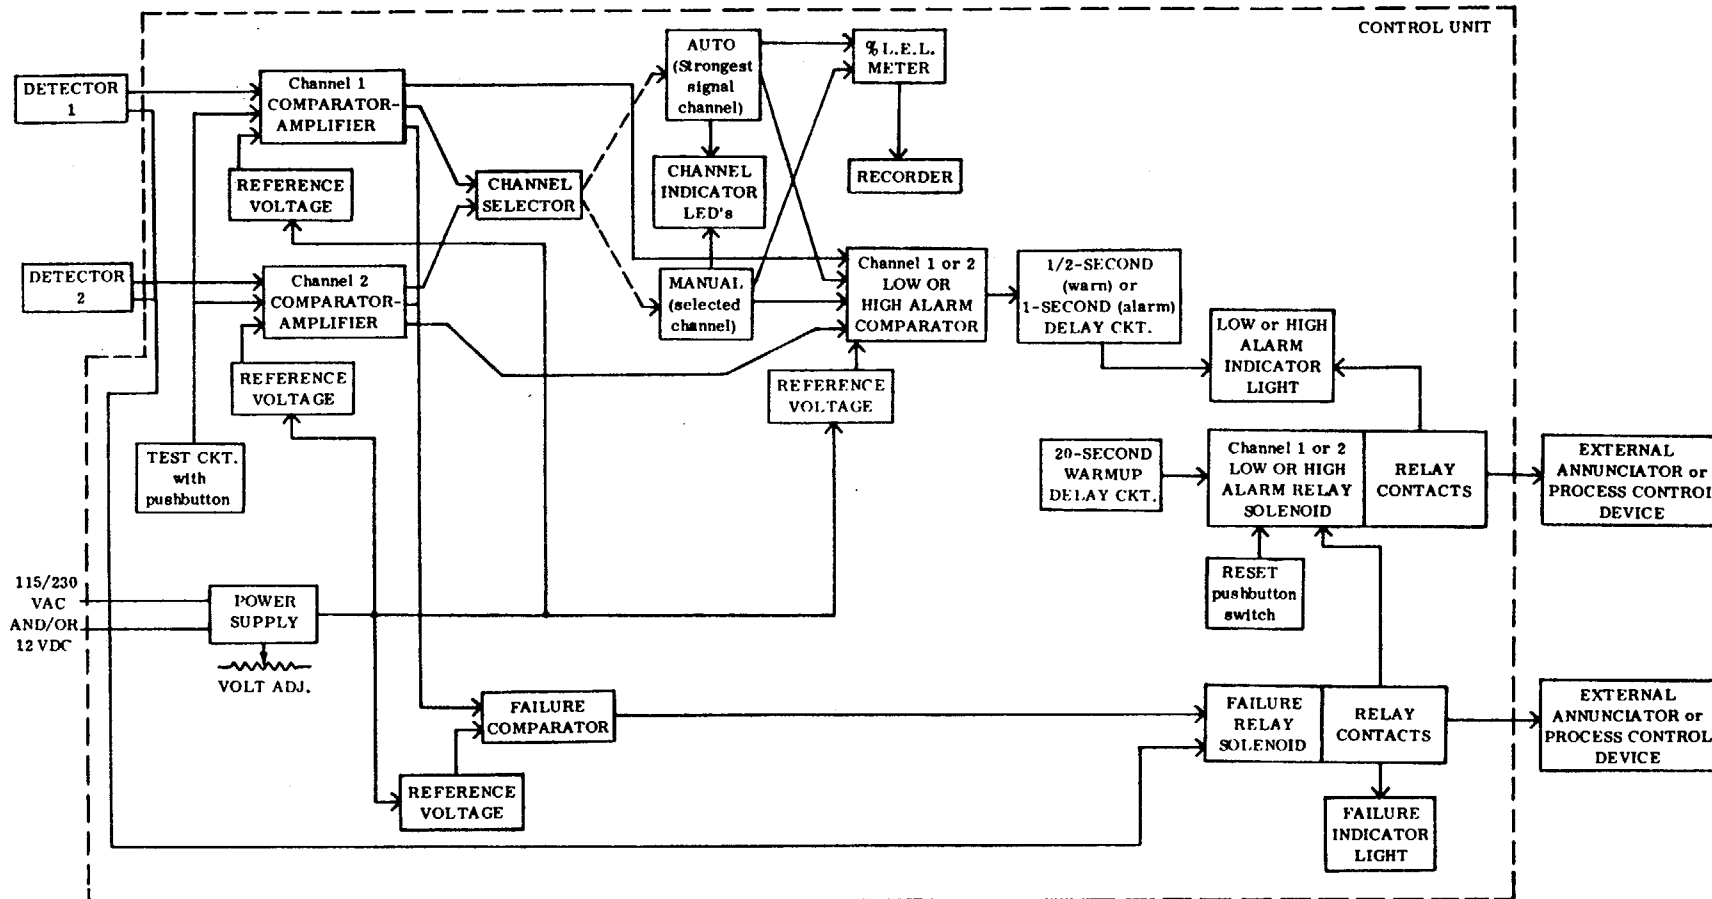 CONTROL UNIT
DETECTOR
1
Channel 1
COMPARATOR-
AMPLIFIER
REFERENCE
VOLTAGE
AUTO
(Strongest
signal
channel)
% L.E.L.
METER
CHANNEL
SELECTOR
CHANNEL
INDICATOR
LED's
RECORDER
DETECTOR
2
Channel 2
COMPARATOR-
AMPLIFIER
REFERENCE
VOLTAGE
MANUAL
(selected
channel)
Channel 1 or 2
LOW OR
HIGH ALARM
COMPARATOR
1/2-SECOND
(warn) or
1-SECOND (alarm)
DELAY CKT.
LOW or HIGH
ALARM
INDICATOR
LIGHT
REFERENCE
VOLTAGE
TEST CKT.
with
pushbutton
20-SECOND
WARMUP
DELAY CKT.
Channel 1 or 2
LOW OR HIGH
ALARM RELAY
SOLENOID
RELAY
CONTACTS
EXTERNAL
ANNUNCIATOR or
PROCESS CONTROL
DEVICE
RESET
pushbutton
switch
115/230
VAC
AND/OR
12 VDC
POWER
SUPPLY
VOLT ADJ.
FAILURE
COMPARATOR
REFERENCE
VOLTAGE
FAILURE
RELAY
SOLENOID
RELAY
CONTACTS
EXTERNAL
ANNUNCIATOR or
PROCESS CONTROL
DEVICE
FAILURE
INDICATOR
LIGHT